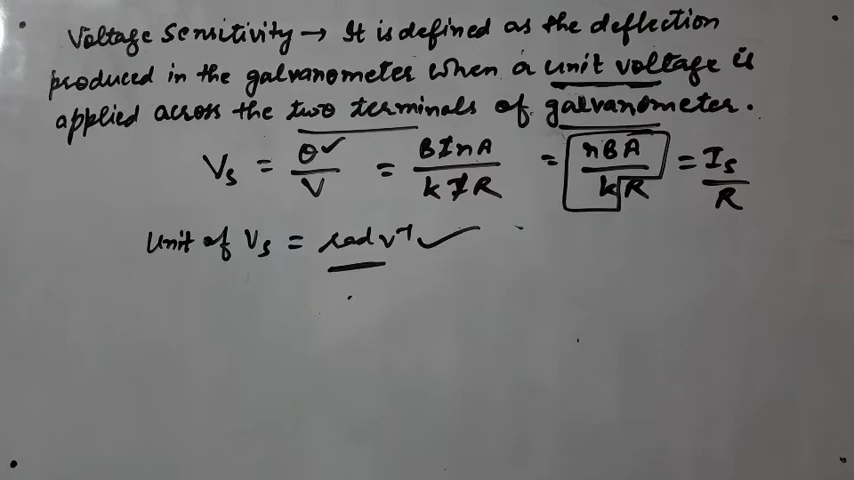 Voltage Sensitivity → It is defined as the deflection
produced in the galvanometer when a unit voltage is
applied across the two terminals of galvanometer.
Vs = θ/V = BInA/kIR = nBA/kR = Is/R
Unit of Vs = rad V⁻¹